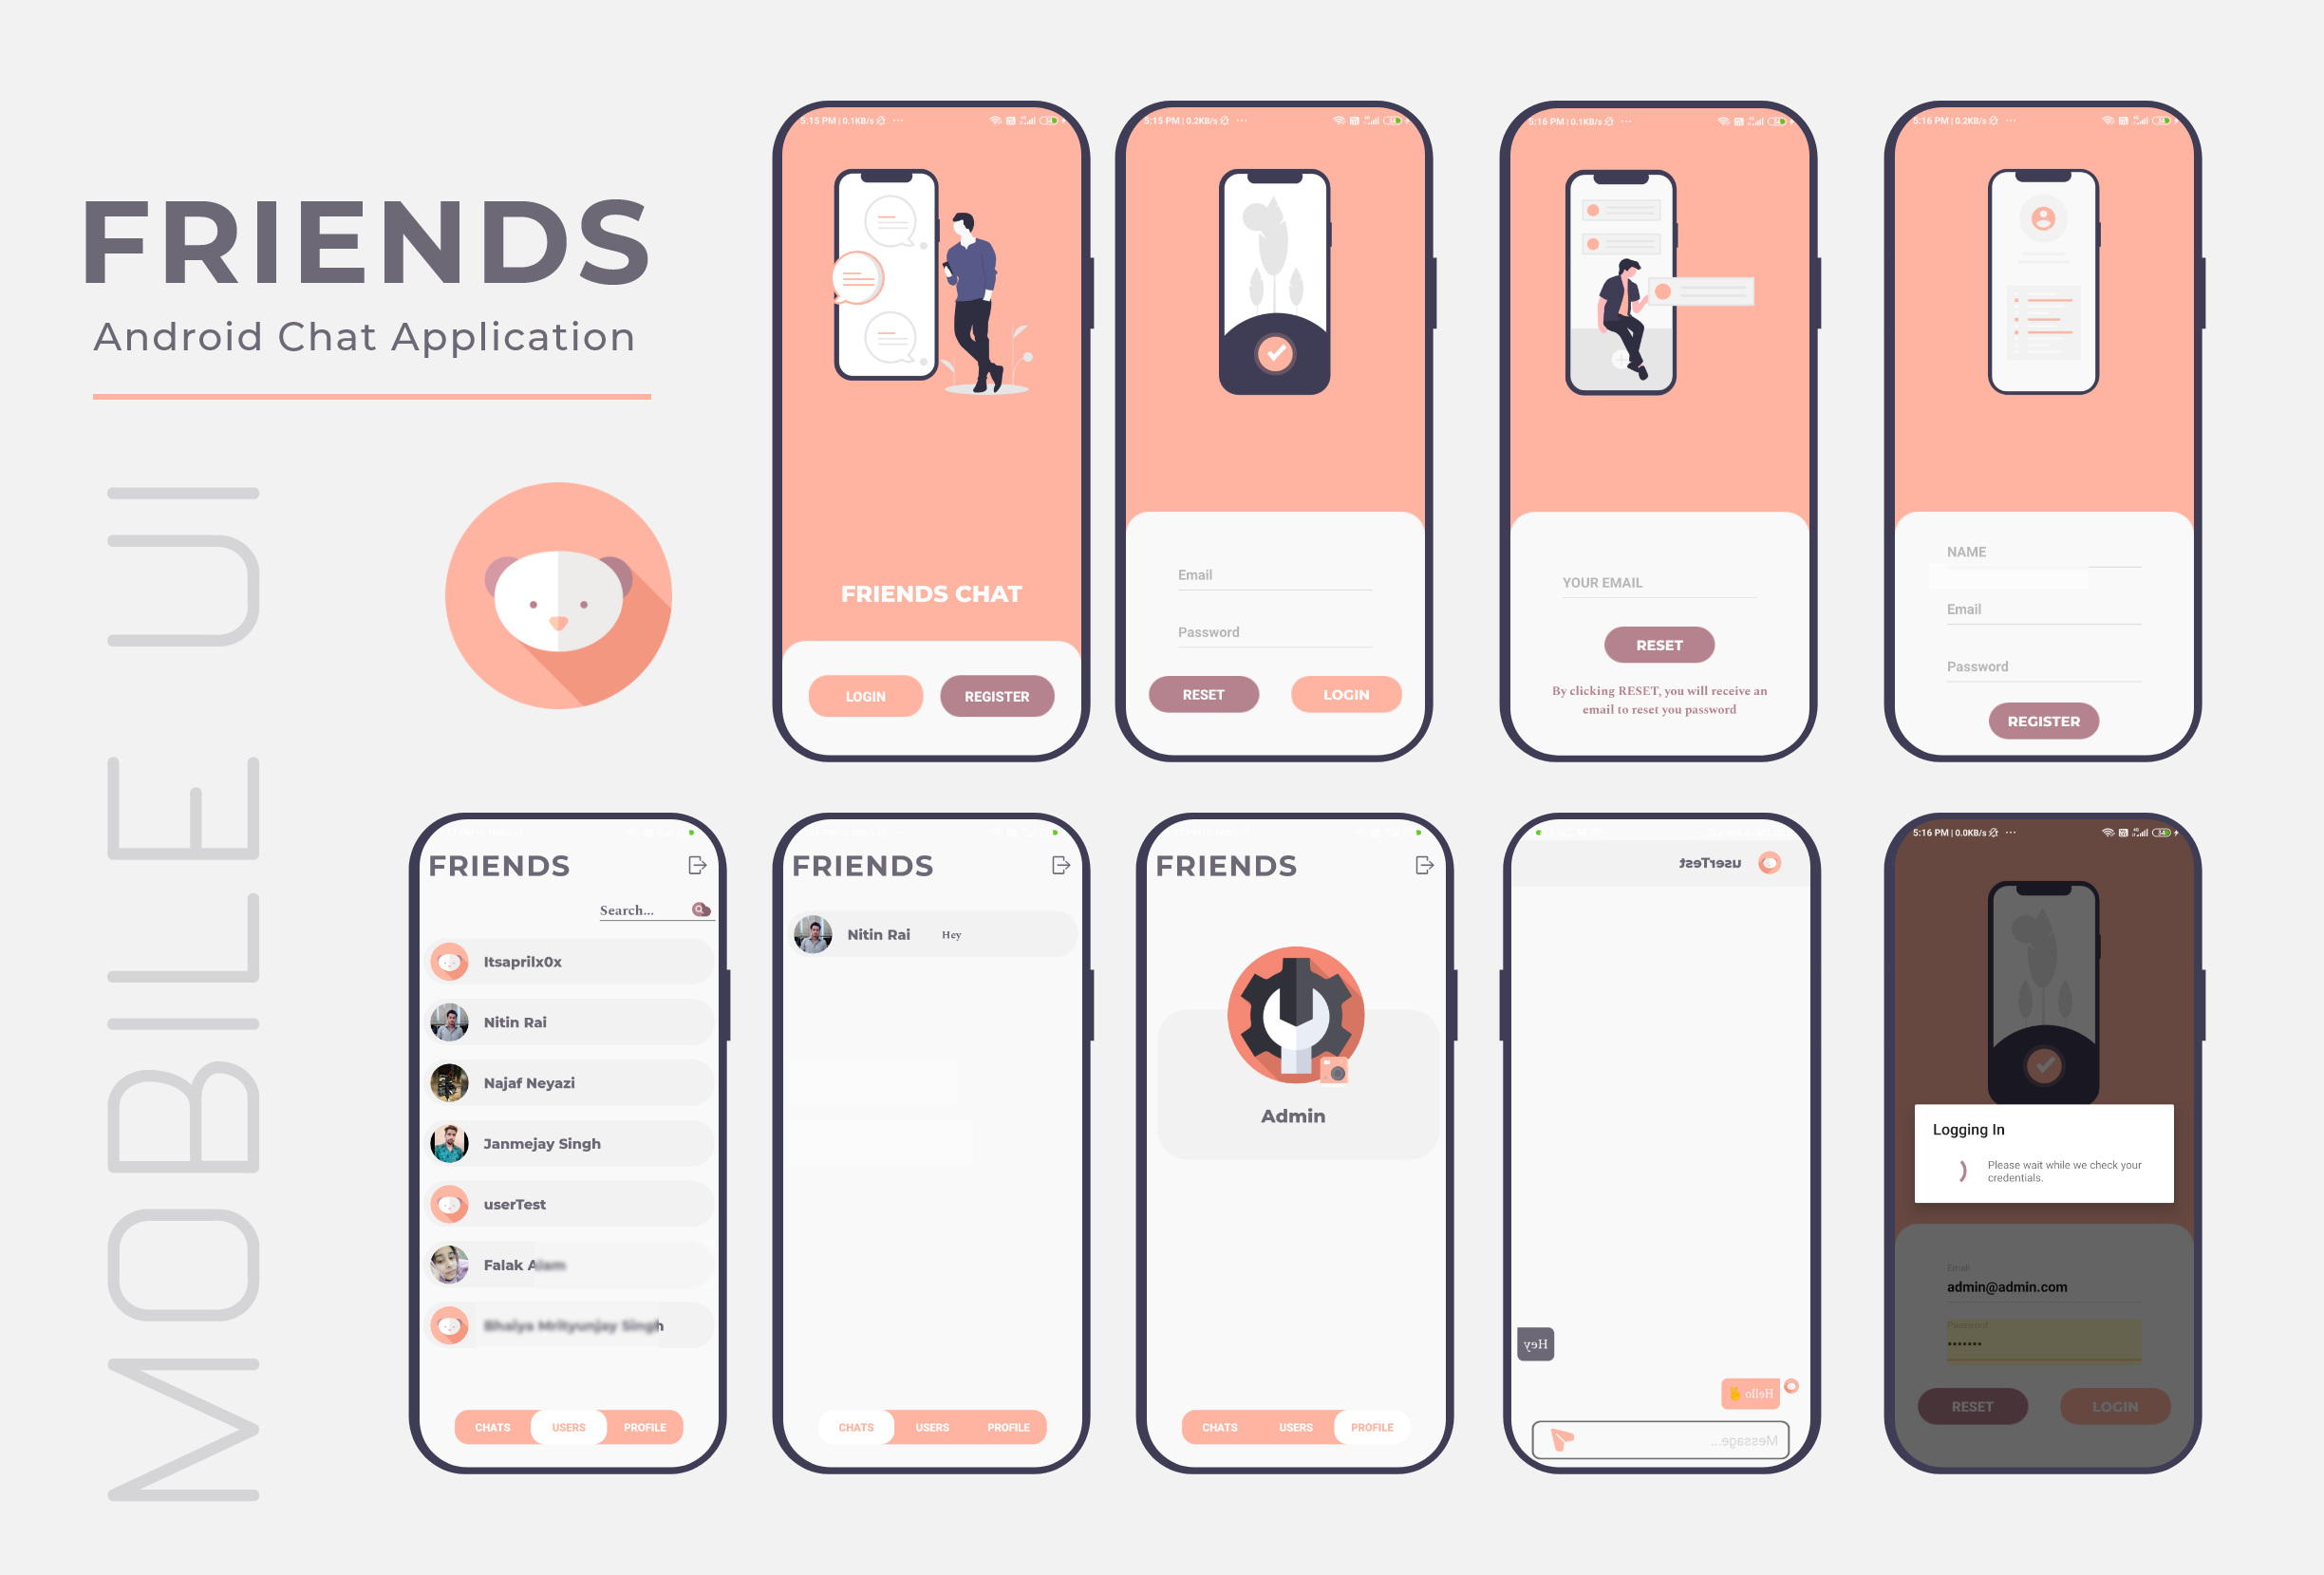 FRIENDS
Android Chat Application
MOBILE UI
5:15 PM | 0.1KB/s ...
FRIENDS CHAT
LOGIN
REGISTER
5:15 PM | 0.2KB/s ...
Email
Password
RESET
LOGIN
5:16 PM | 0.1KB/s ...
YOUR EMAIL
RESET
By clicking RESET, you will receive an
email to reset you password
5:16 PM | 0.2KB/s ...
NAME
Email
Password
REGISTER
FRIENDS
Search...
Itsaprilx0x
Nitin Rai
Najaf Neyazi
Janmejay Singh
userTest
Falak Alam
Bhaiya Mrityunjay Singh
CHATS USERS PROFILE
FRIENDS
Nitin Rai Hey
CHATS USERS PROFILE
FRIENDS
Admin
CHATS USERS PROFILE
userTest
Hey
Hello ✌
Message...
5:16 PM | 0.0KB/s ...
Logging In
Please wait while we check your
credentials.
Email
admin@admin.com
Password
•••••••
RESET
LOGIN